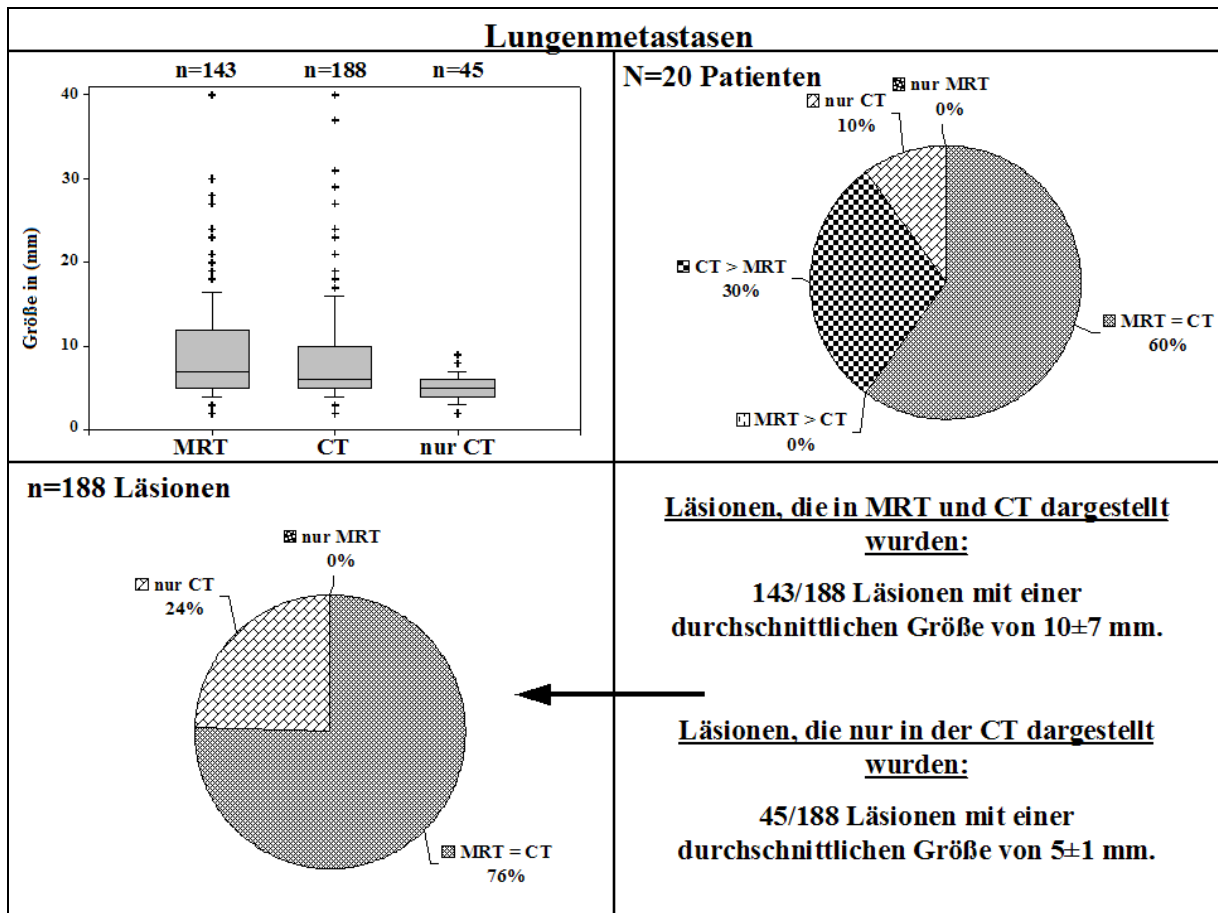 Lungenmetastasen
n=143 n=188 n=45
40
30
20
10
0
Größe in (mm)
MRT CT nur CT
N=20 Patienten
nur MRT
0%
nur CT
10%
CT > MRT
30%
MRT = CT
60%
MRT > CT
0%
n=188 Läsionen
nur MRT
0%
nur CT
24%
MRT = CT
76%
Läsionen, die in MRT und CT dargestellt
wurden:
143/188 Läsionen mit einer
durchschnittlichen Größe von 10±7 mm.
Läsionen, die nur in der CT dargestellt
wurden:
45/188 Läsionen mit einer
durchschnittlichen Größe von 5±1 mm.